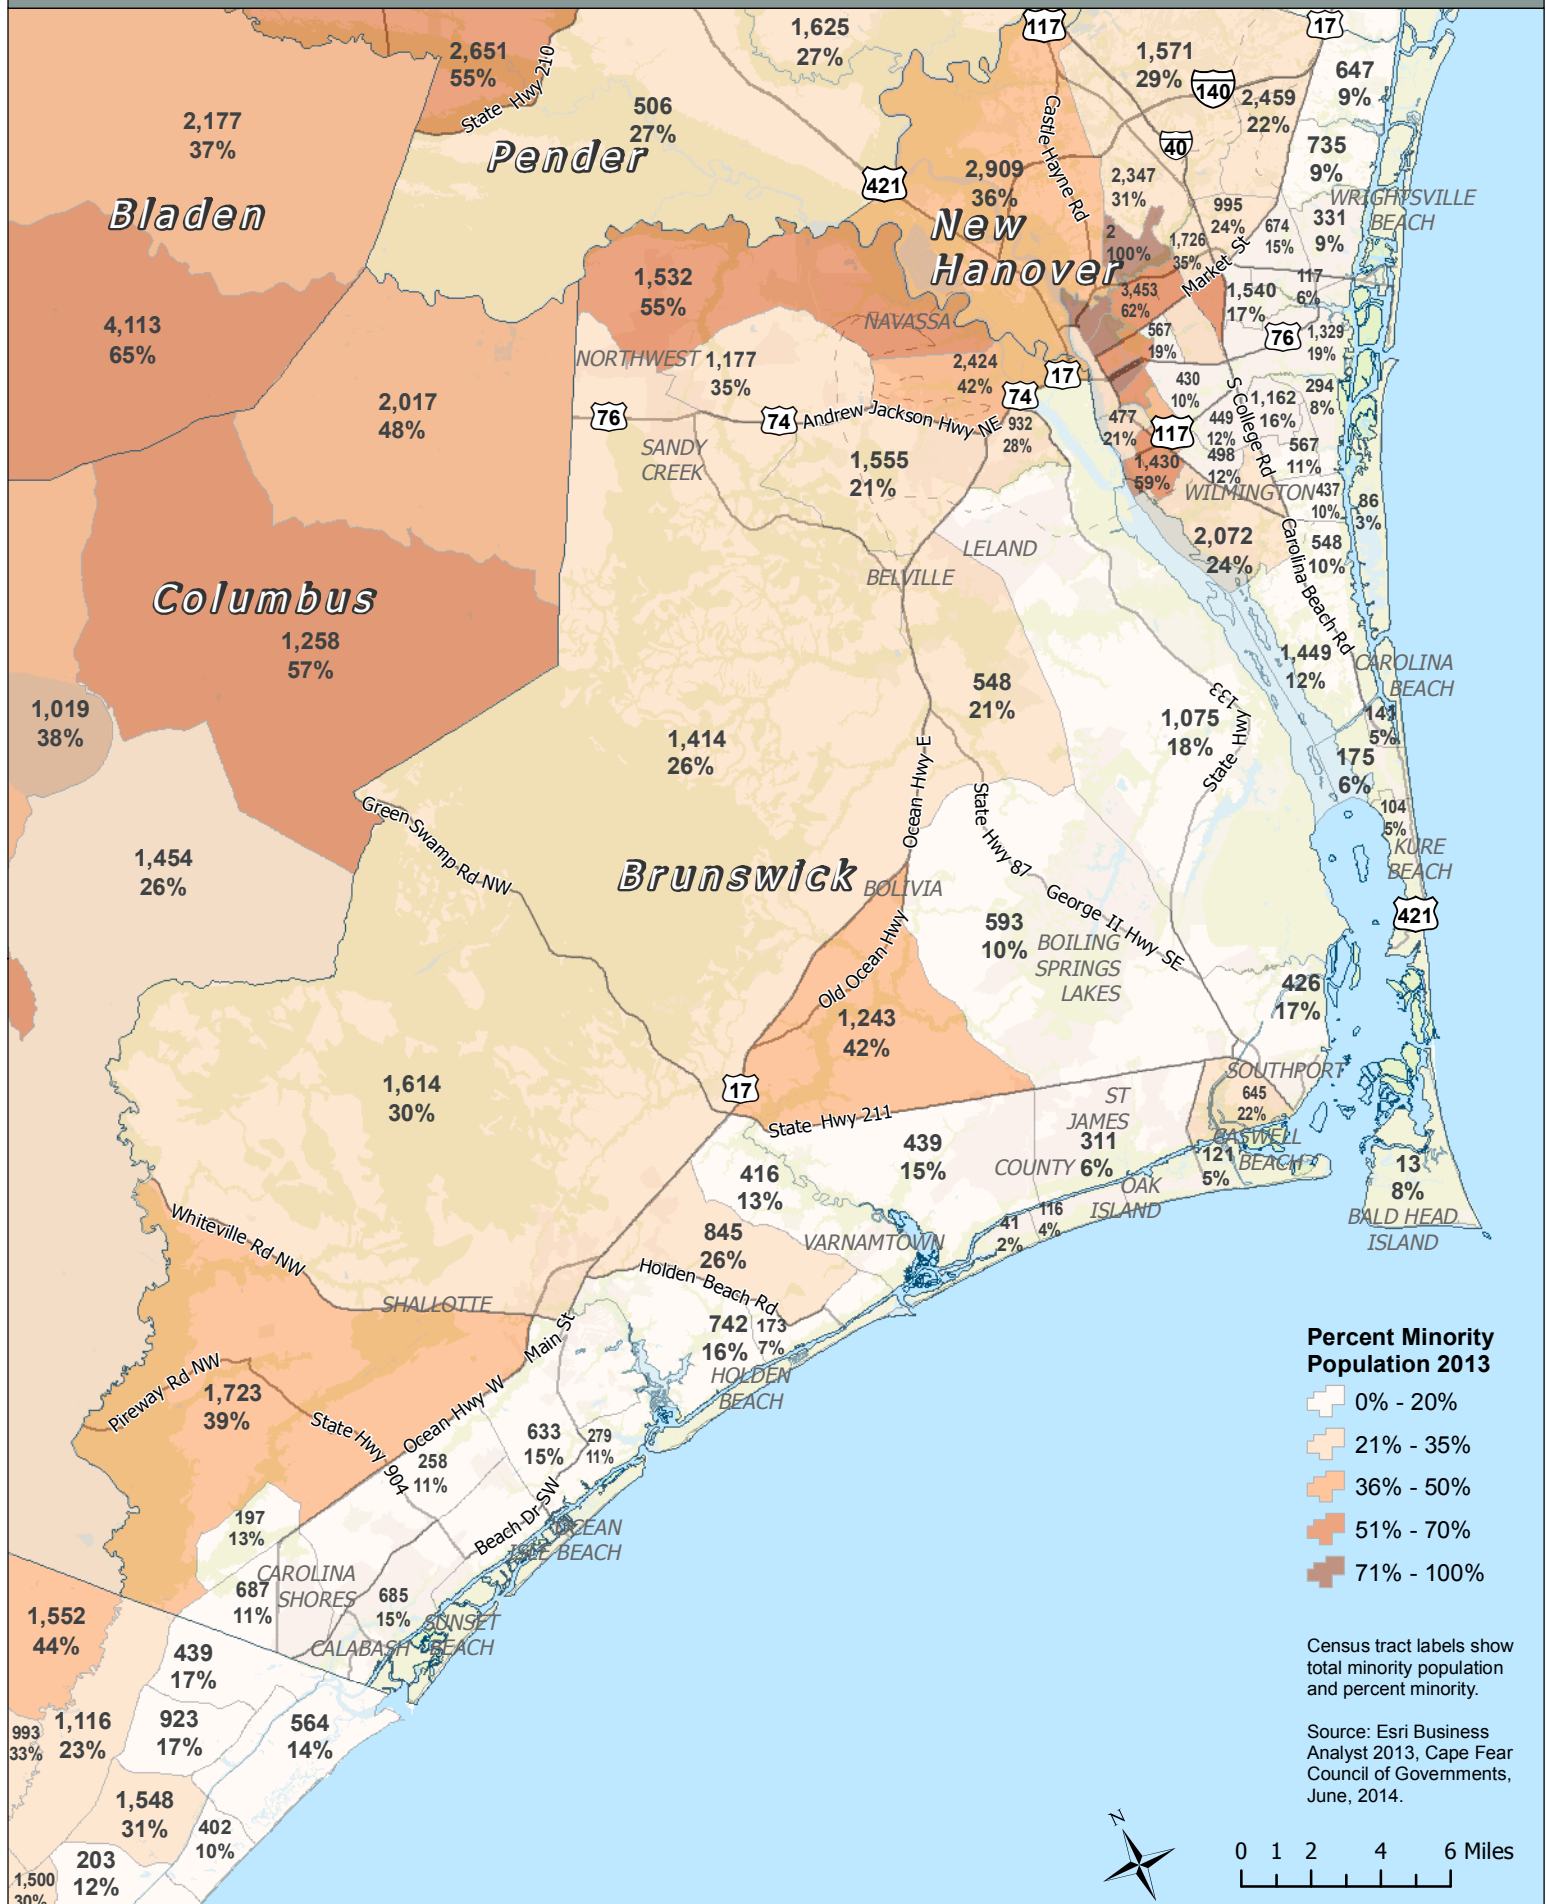 117
17
1,625
27%
2,651
55%
State Hwy 210
1,571
29%
647
9%
140
2,459
22%
506
27%
2,177
37%
Pender
40
735
9%
421
Castle Hayne Rd
2,909
36%
2,347
31%
WRIGHTSVILLE
BEACH
Bladen
New
Hanover
995
24%
674
15%
331
9%
2
100%
1,726
35%
Market St
1,532
55%
117
6%
3,453
62%
1,540
17%
4,113
65%
NAVASSA
567
19%
76
1,329
19%
NORTHWEST
1,177
35%
2,424
42%
17
430
10%
S College Rd
294
8%
2,017
48%
74
1,162
16%
76
74
Andrew Jackson Hwy NE
932
28%
477
21%
117
449
12%
567
11%
SANDY
CREEK
1,555
21%
1,430
59%
498
12%
WILMINGTON
437
10%
86
3%
2,072
24%
Carolina Beach Rd
548
10%
LELAND
BELVILLE
Columbus
1,258
57%
1,449
12%
CAROLINA
BEACH
548
21%
1,019
38%
1,414
26%
1,075
18%
State Hwy 133
141
5%
175
6%
Ocean Hwy E
State Hwy 87
104
5%
KURE
BEACH
Green Swamp Rd NW
1,454
26%
Brunswick
BOLIVIA
George II Hwy SE
421
593
10%
BOILING
SPRINGS
LAKES
Old Ocean Hwy
426
17%
1,243
42%
1,614
30%
17
SOUTHPORT
645
22%
State Hwy 211
ST
JAMES
439
15%
311
6%
COUNTY
CASWELL
BEACH
121
5%
13
8%
416
13%
OAK
ISLAND
116
4%
41
2%
BALD HEAD
ISLAND
Whiteville Rd NW
845
26%
VARNAMTOWN
Holden Beach Rd
SHALLOTTE
Main St
742
16%
173
7%
HOLDEN
BEACH
Pireway Rd NW
1,723
39%
State Hwy 904
Ocean Hwy W
258
11%
633
15%
279
11%
197
13%
Beach Dr SW
OCEAN
ISLE BEACH
CAROLINA
SHORES
687
11%
685
15%
SUNSET
BEACH
CALABASH
1,552
44%
439
17%
993
33%
1,116
23%
923
17%
564
14%
1,548
31%
402
10%
203
12%
1,500
30%
Percent Minority
Population 2013
0% - 20%
21% - 35%
36% - 50%
51% - 70%
71% - 100%
Census tract labels show
total minority population
and percent minority.
Source: Esri Business
Analyst 2013, Cape Fear
Council of Governments,
June, 2014.
N
0 1 2 4 6 Miles